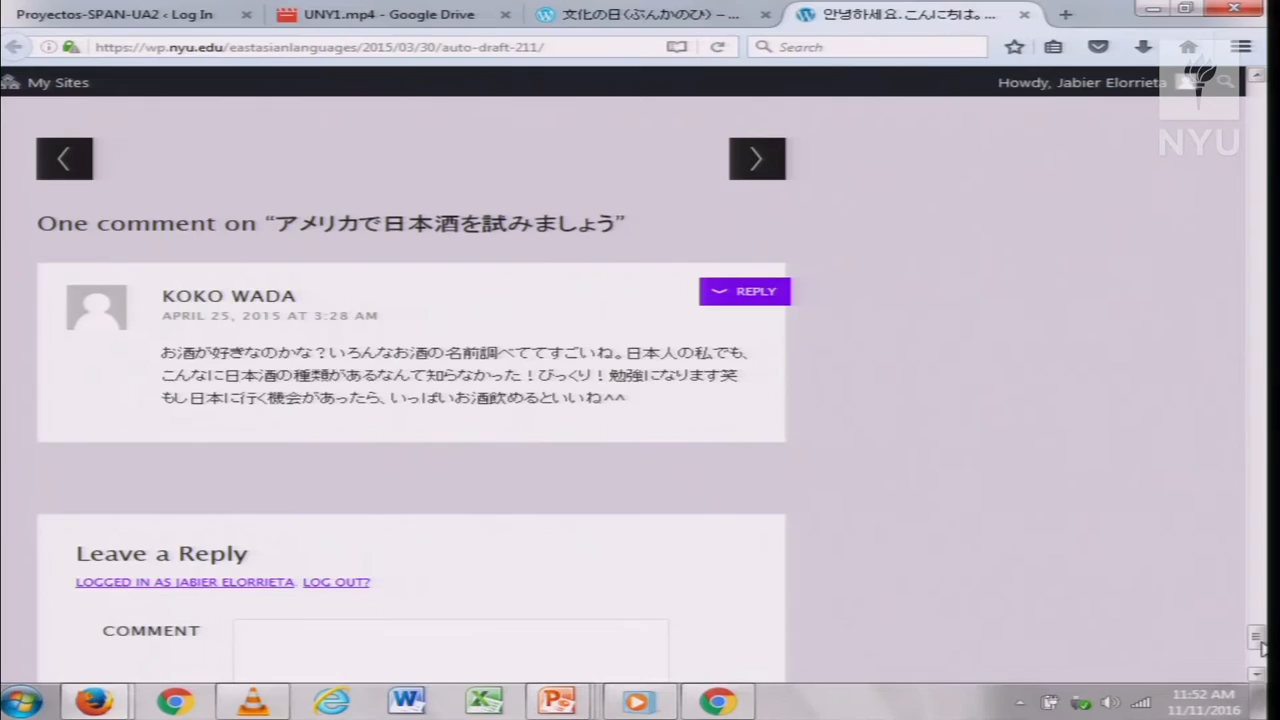 Proyectos-SPAN-UA2 ‹ Log In
UNY1.mp4 - Google Drive
文化の日〈ぶんかのひ〉 – ...
안녕하세요. こんにちは。 ...
https://wp.nyu.edu/eastasianlanguages/2015/03/30/auto-draft-211/
Search
My Sites
Howdy, Jabier Elorrieta
NYU
One comment on “アメリカで日本酒を試みましょう”
KOKO WADA
REPLY
APRIL 25, 2015 AT 3:28 AM
お酒が好きなのかな？いろんなお酒の名前調べててすごいね。日本人の私でも、
こんなに日本酒の種類があるなんて知らなかった！びっくり！勉強になります笑
もし日本に行く機会があったら、いっぱいお酒飲めるといいね^^
Leave a Reply
LOGGED IN AS JABIER ELORRIETA. LOG OUT?
COMMENT
11:52 AM
11/11/2016